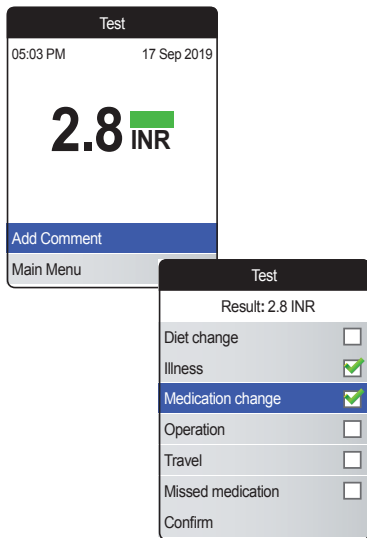 Test
05:03 PM 17 Sep 2019
2.8 INR
Add Comment
Main Menu
Test
Result: 2.8 INR
Diet change
Illness
Medication change
Operation
Travel
Missed medication
Confirm